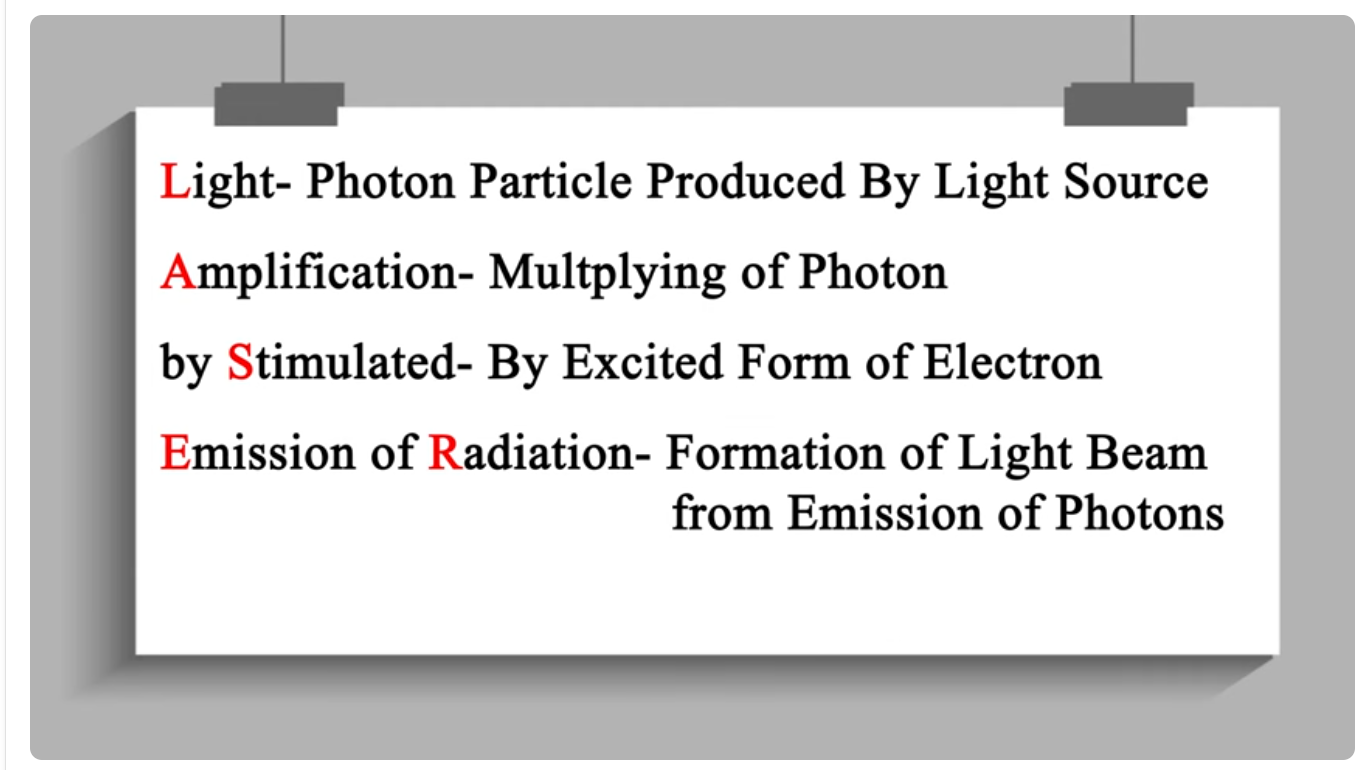 Light- Photon Particle Produced By Light Source
Amplification- Multplying of Photon
by Stimulated- By Excited Form of Electron
Emission of Radiation- Formation of Light Beam
from Emission of Photons